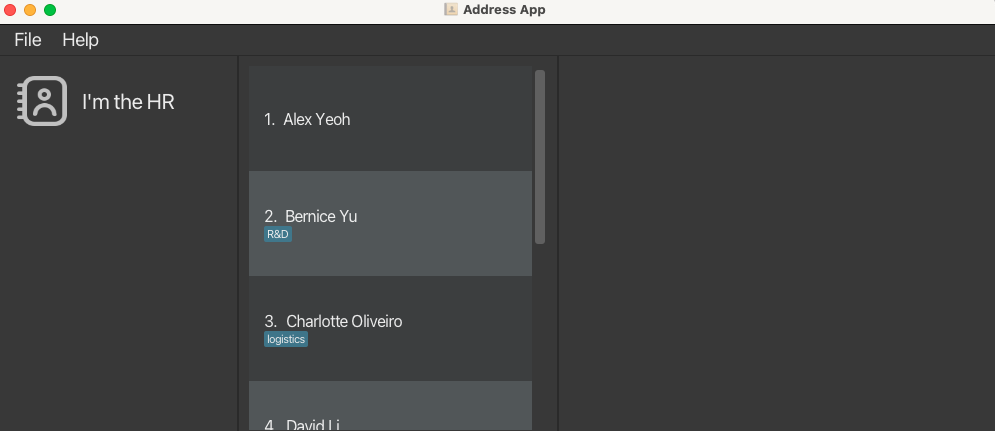 Address App
File Help
I'm the HR
1. Alex Yeoh
2. Bernice Yu
R&D
3. Charlotte Oliveiro
logistics
4. David Li